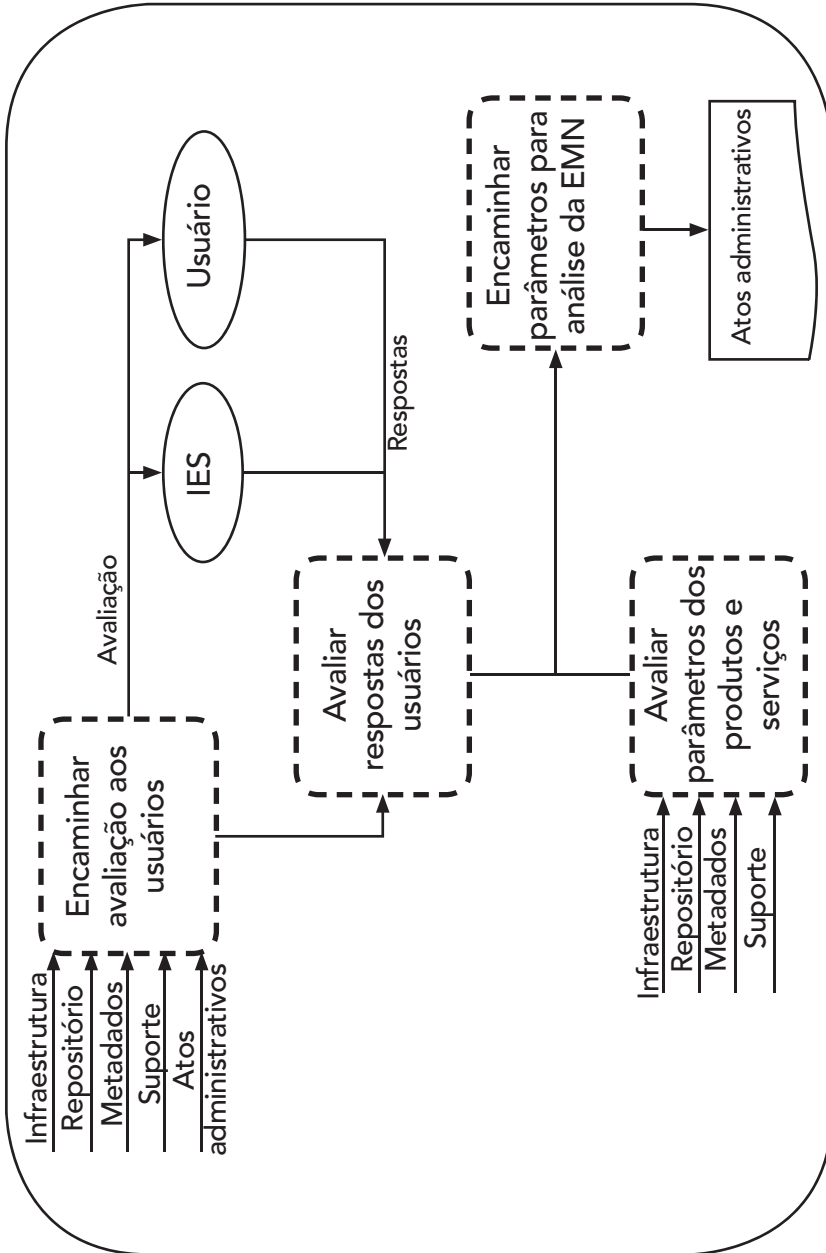 Infraestrutura
Repositório
Metadados
Suporte
Atos
administrativos
Encaminhar
avaliação aos
usuários
Avaliação
IES
Usuário
Respostas
Avaliar
respostas dos
usuários
Encaminhar
parâmetros para
análise da EMN
Infraestrutura
Repositório
Metadados
Suporte
Avaliar
parâmetros dos
produtos e
serviços
Atos administrativos